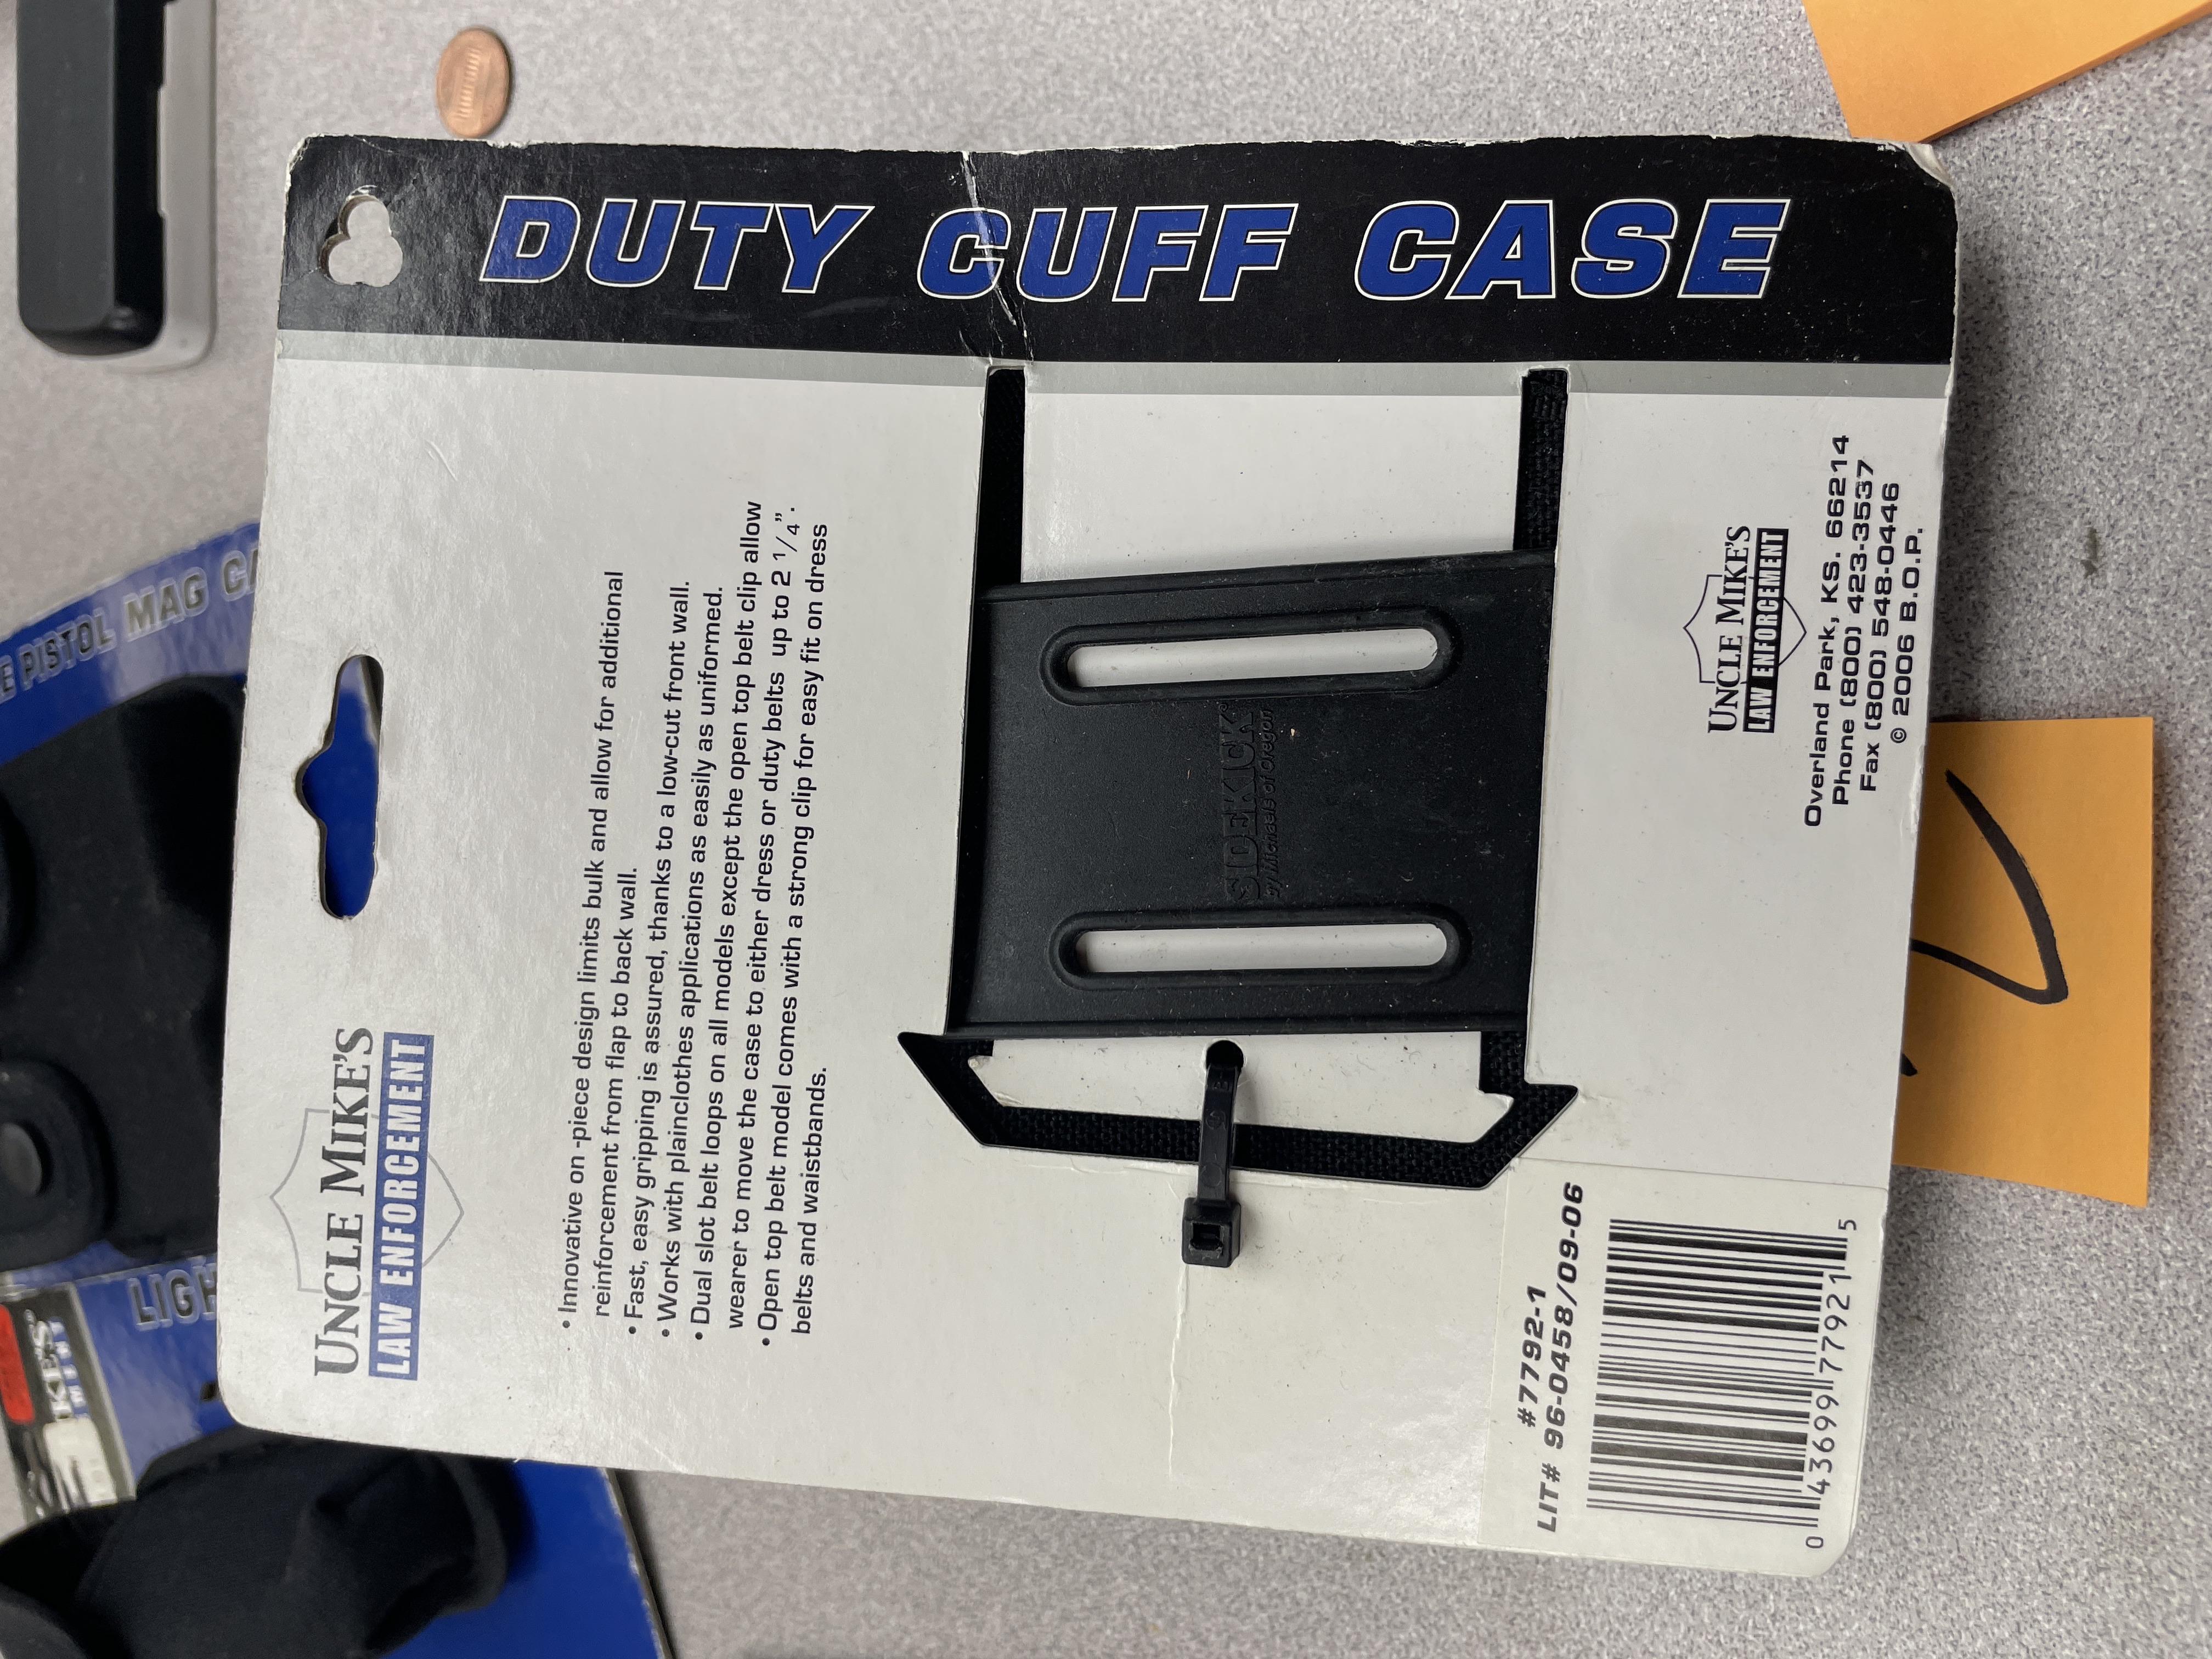 DUTY CUFF CASE
UNCLE MIKE'S
LAW ENFORCEMENT
• Innovative on -piece design limits bulk and allow for additional
reinforcement from flap to back wall.
• Fast, easy gripping is assured, thanks to a low-cut front wall.
• Works with plainclothes applications as easily as uniformed.
• Dual slot belt loops on all models except the open top belt clip allow
wearer to move the case to either dress or duty belts up to 2 1/4".
• Open top belt model comes with a strong clip for easy fit on dress
belts and waistbands.
SIDEKICK
by Michaels of Oregon
UNCLE MIKE'S
LAW ENFORCEMENT
Overland Park, KS. 66214
Phone (800) 423-3537
Fax (800) 548-0446
© 2006 B.O.P.
#7792-1
LIT# 96-0458/09-06
0 43699 77921 5
PISTOL MAG
LIGH